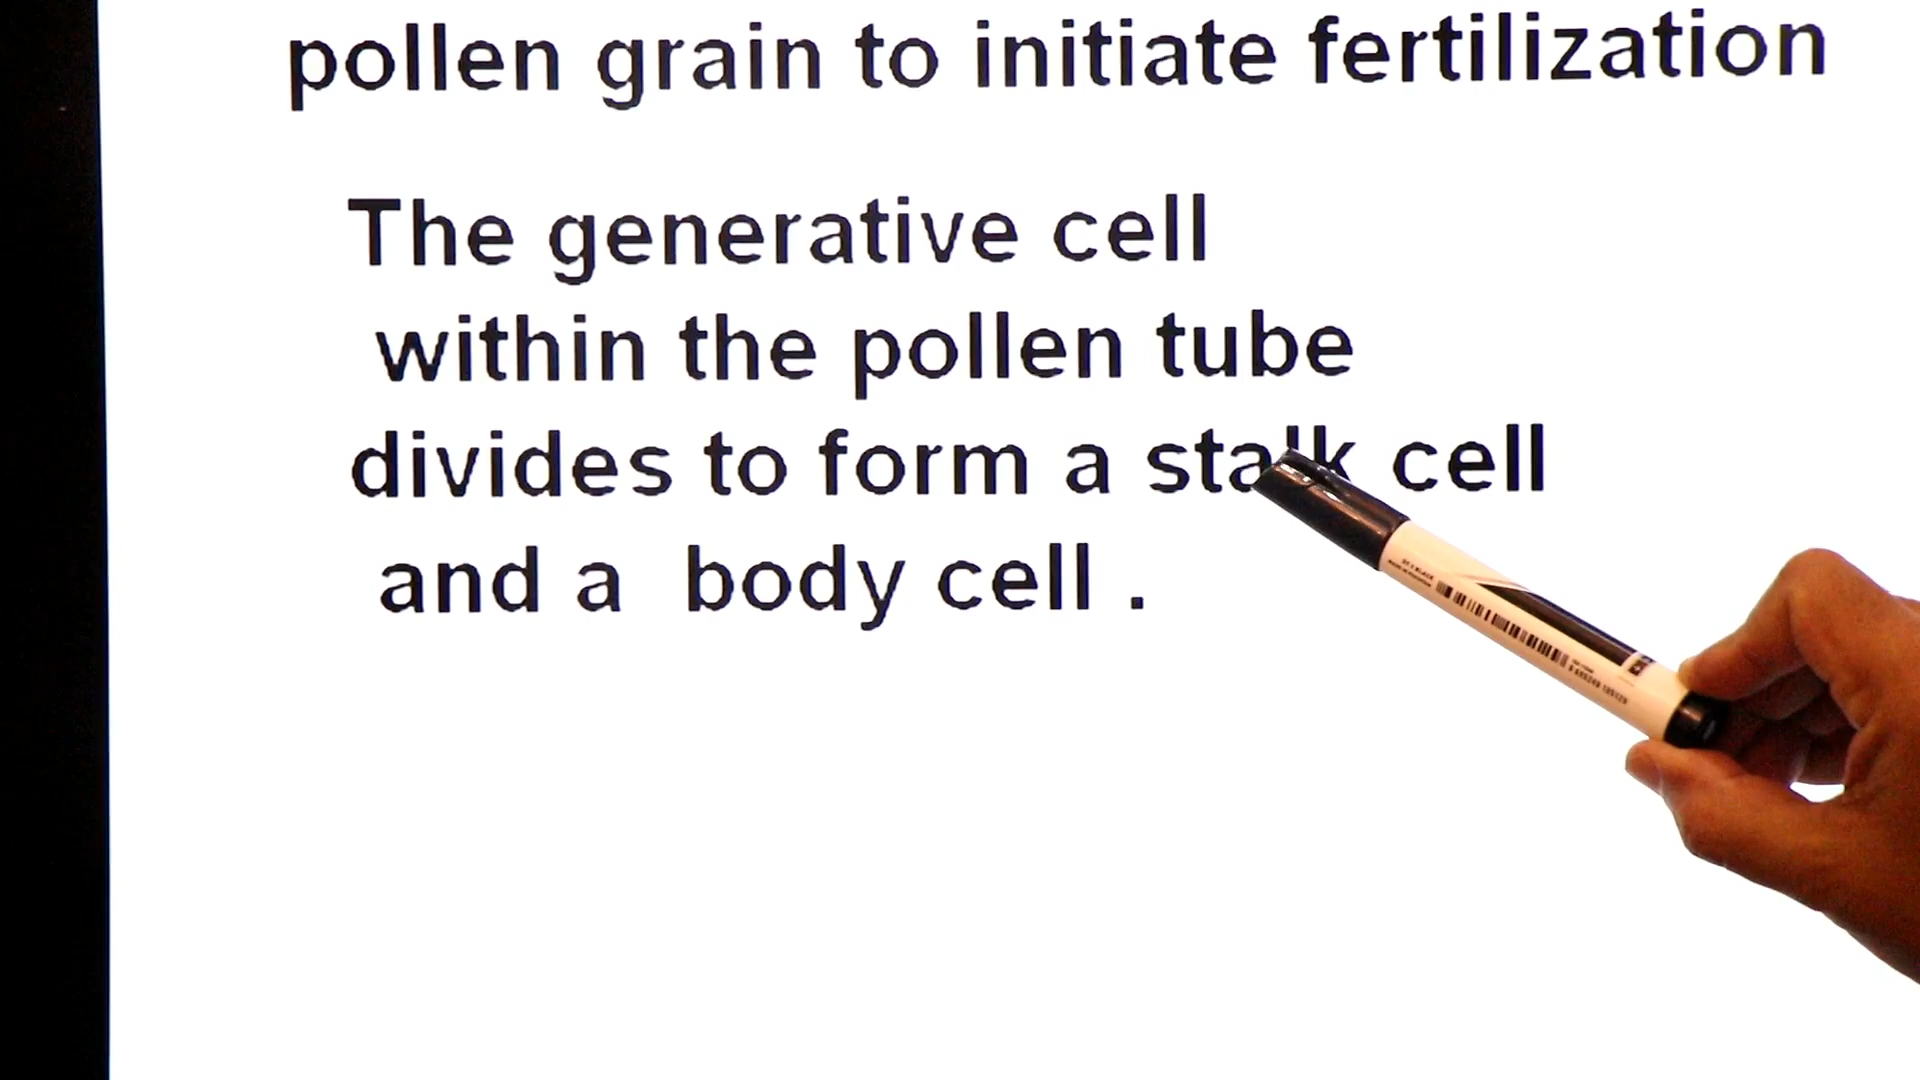 pollen grain to initiate fertilization
The generative cell
within the pollen tube
divides to form a stalk cell
and a body cell .